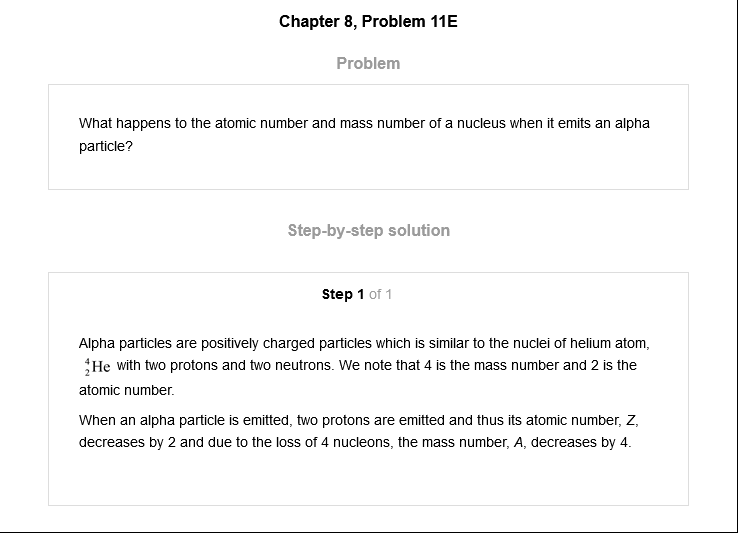 Chapter 8, Problem 11E
Problem
What happens to the atomic number and mass number of a nucleus when it emits an alpha
particle?
Step-by-step solution
Step 1 of 1
Alpha particles are positively charged particles which is similar to the nuclei of helium atom,
⁴₂He with two protons and two neutrons. We note that 4 is the mass number and 2 is the
atomic number.
When an alpha particle is emitted, two protons are emitted and thus its atomic number, Z,
decreases by 2 and due to the loss of 4 nucleons, the mass number, A, decreases by 4.